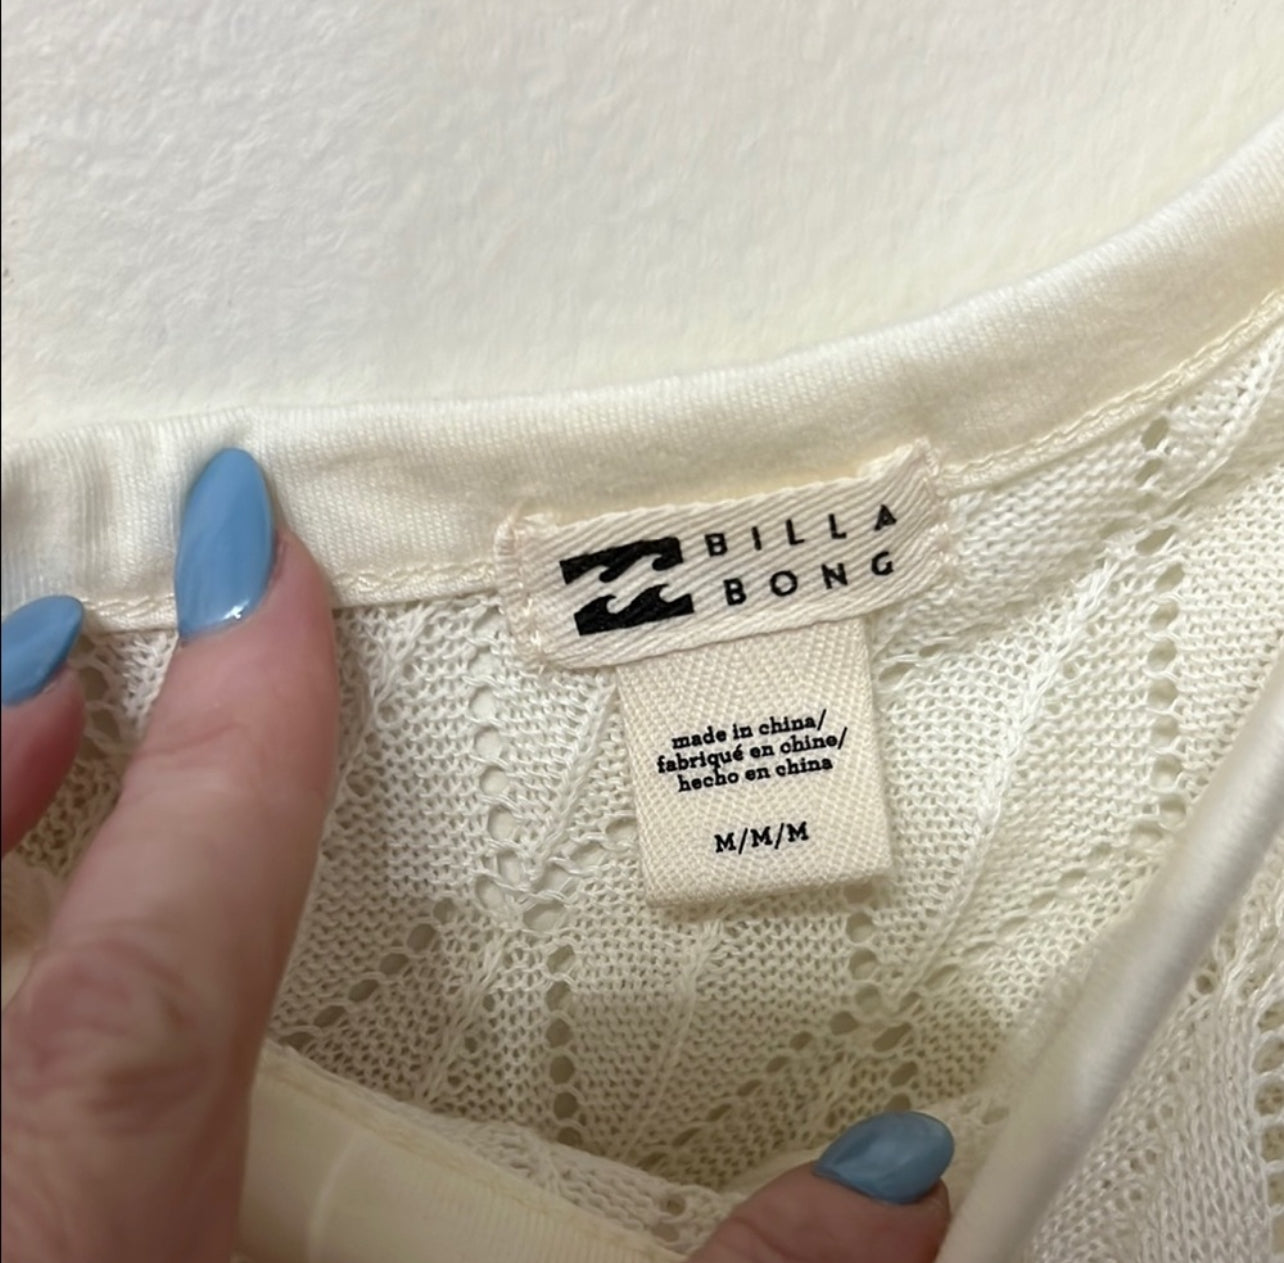 BILLA
BONG
made in china/
fabriqué en chine/
hecho en china
M/M/M